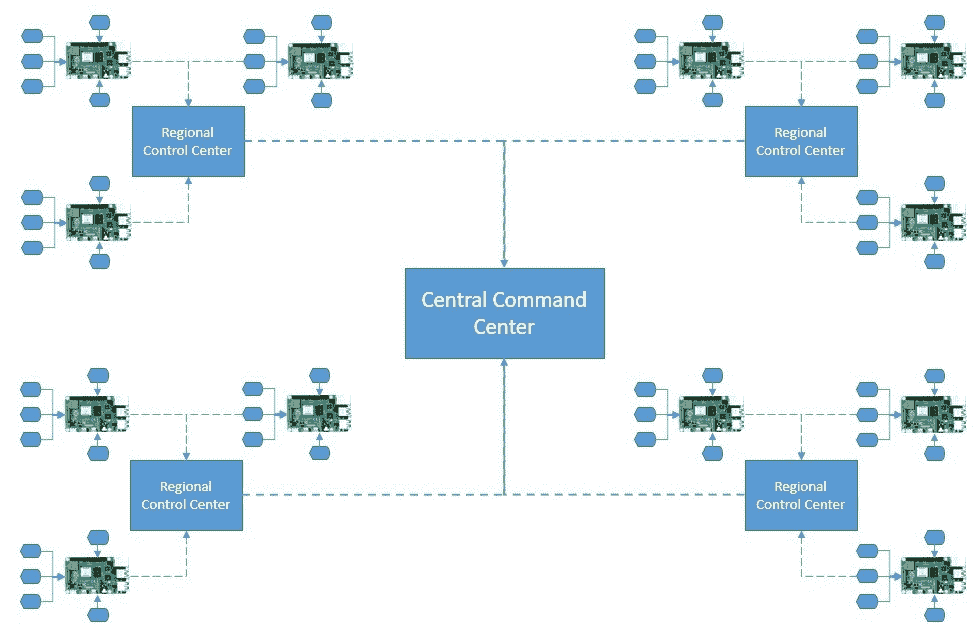 Regional
Control Center
Regional
Control Center
Central Command
Center
Regional
Control Center
Regional
Control Center